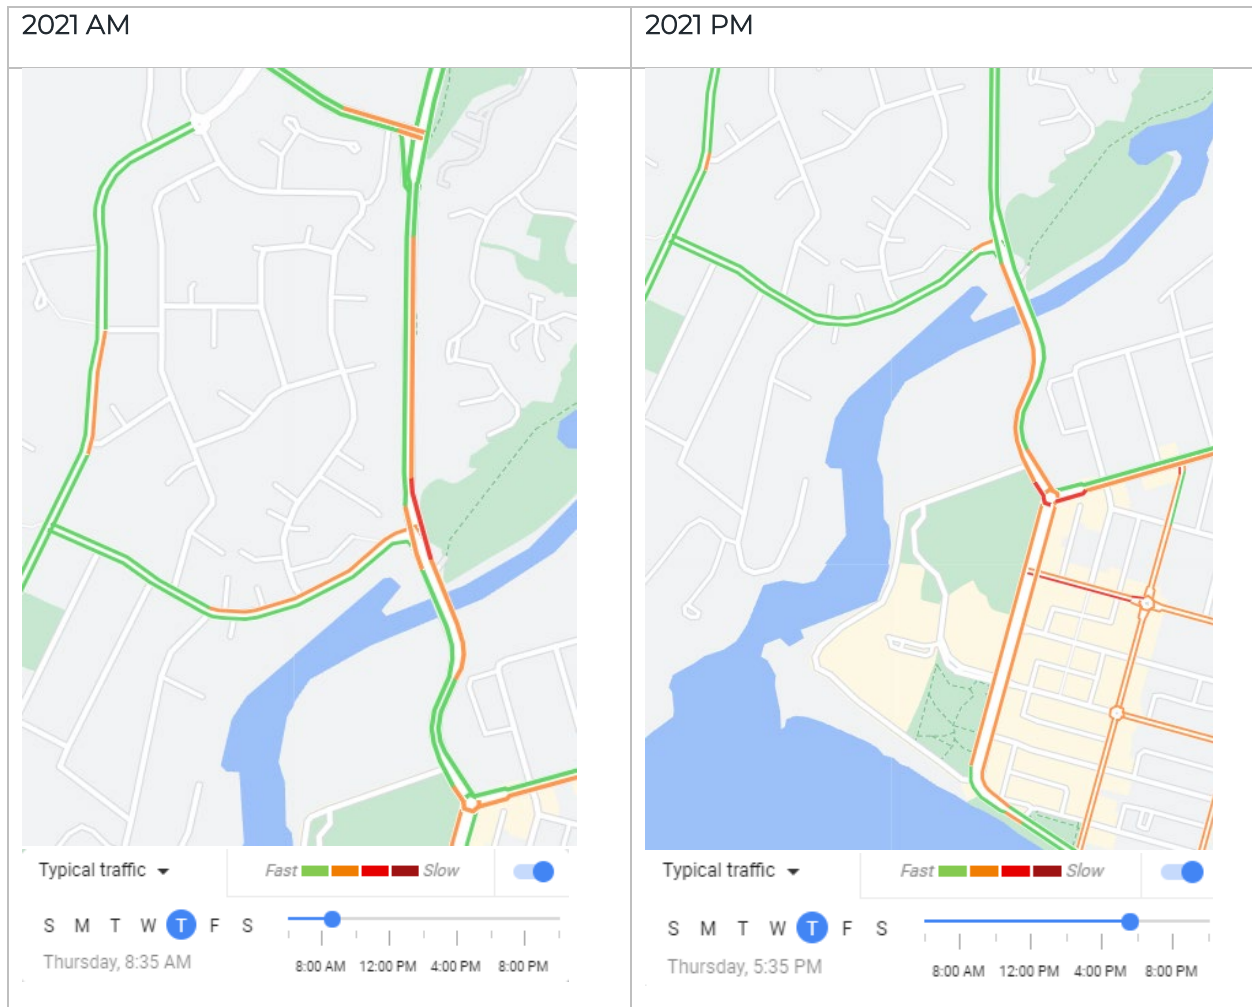 2021 AM
2021 PM
Typical traffic
Fast
Slow
S M T W T F S
Thursday, 8:35 AM
8:00 AM 12:00 PM 4:00 PM 8:00 PM
Typical traffic
Fast
Slow
S M T W T F S
Thursday, 5:35 PM
8:00 AM 12:00 PM 4:00 PM 8:00 PM